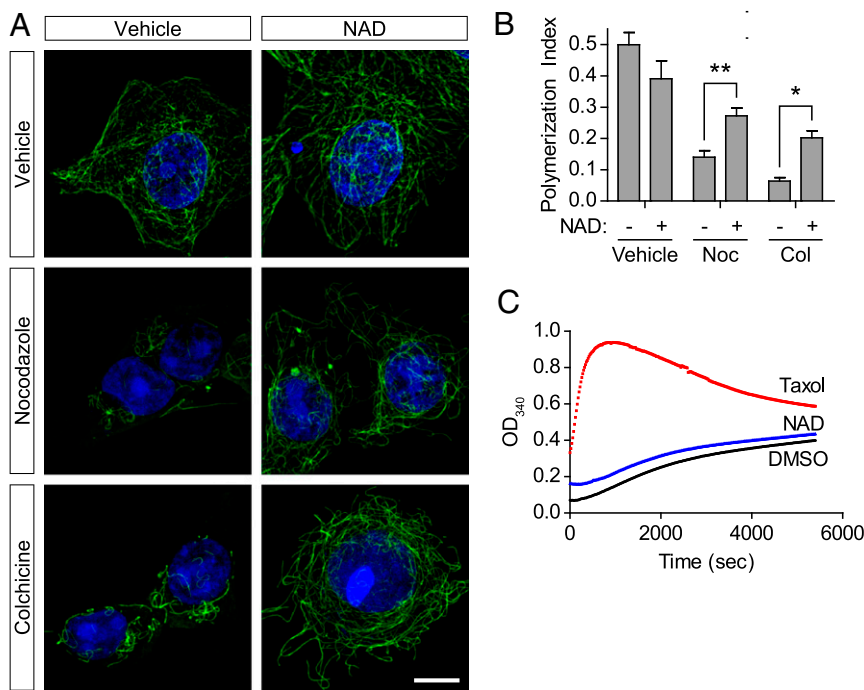 A
Vehicle NAD
Vehicle
Nocodazole
Colchicine
B
Polymerization Index
0.5
0.4
0.3
0.2
0.1
0.0
** *
NAD: - + - + - +
Vehicle Noc Col
C
OD340
1.0
0.8
0.6
0.4
0.2
0.0
Taxol
NAD
DMSO
0 2000 4000 6000
Time (sec)